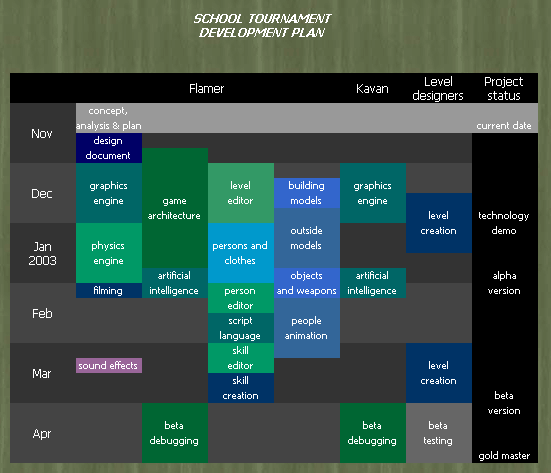 SCHOOL TOURNAMENT
DEVELOPMENT PLAN
Flamer
Kavan
Level
designers
Project
status
Nov
concept,
analysis & plan
current date
design
document
Dec
graphics
engine
game
architecture
level
editor
building
models
graphics
engine
level
creation
technology
demo
Jan
2003
physics
engine
persons and
clothes
outside
models
artificial
intelligence
objects
and weapons
artificial
intelligence
alpha
version
filming
Feb
person
editor
script
language
people
animation
Mar
sound effects
skill
editor
skill
creation
level
creation
beta
version
Apr
beta
debugging
beta
debugging
beta
testing
gold master